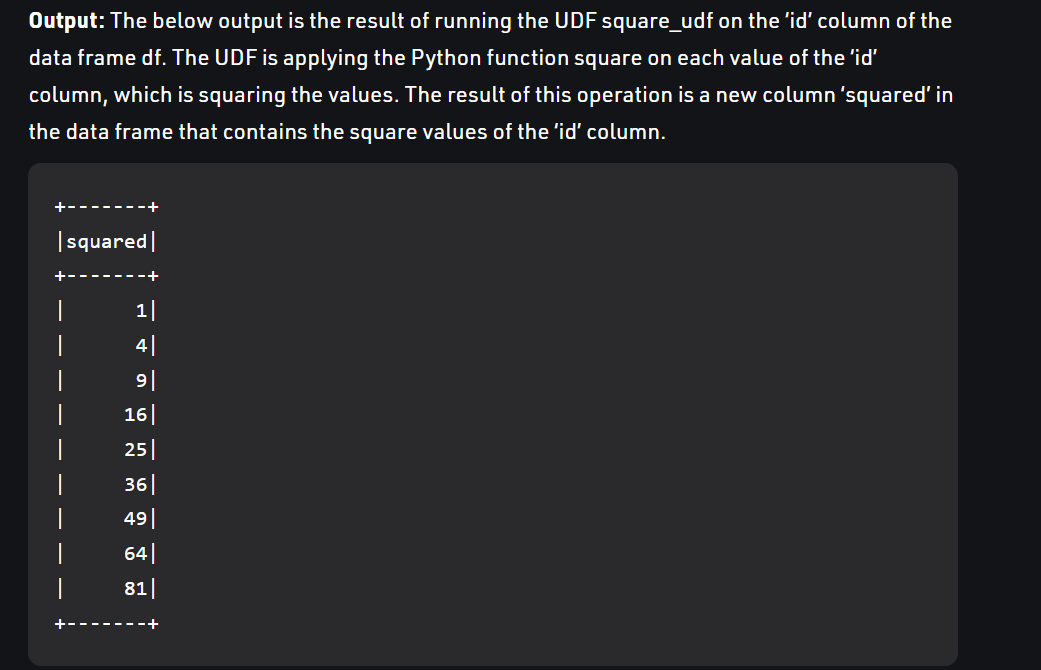 Output: The below output is the result of running the UDF square_udf on the ‘id’ column of the
data frame df. The UDF is applying the Python function square on each value of the ‘id’
column, which is squaring the values. The result of this operation is a new column ‘squared’ in
the data frame that contains the square values of the ‘id’ column.
+-------+
|squared|
+-------+
|      1|
|      4|
|      9|
|     16|
|     25|
|     36|
|     49|
|     64|
|     81|
+-------+